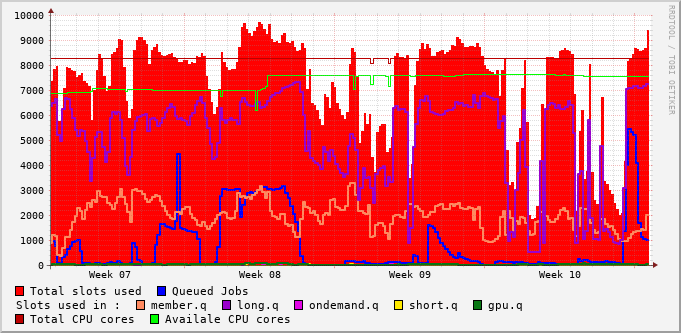 10000
9000
8000
7000
6000
5000
4000
3000
2000
1000
0
Week 07 Week 08 Week 09 Week 10
RRDTOOL / TOBI OETIKER
Total slots used Queued Jobs
Slots used in : member.q long.q ondemand.q short.q gpu.q
Total CPU cores Availale CPU cores